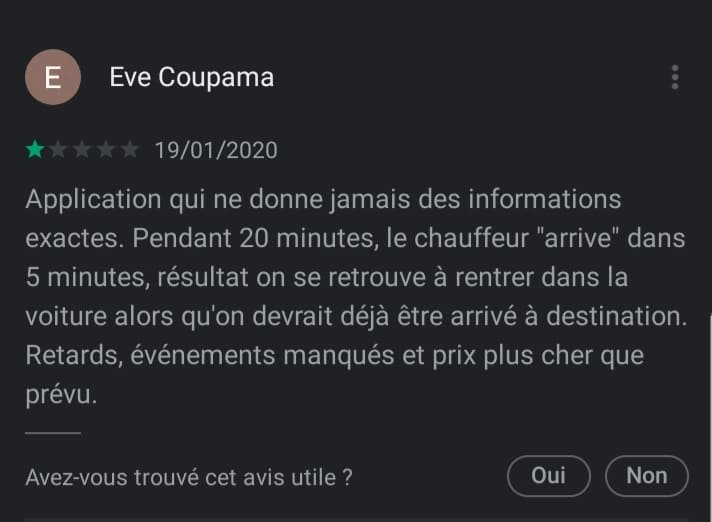 E
Eve Coupama
19/01/2020
Application qui ne donne jamais des informations
exactes. Pendant 20 minutes, le chauffeur "arrive" dans
5 minutes, résultat on se retrouve à rentrer dans la
voiture alors qu'on devrait déjà être arrivé à destination.
Retards, événements manqués et prix plus cher que
prévu.
Avez-vous trouvé cet avis utile ?
Oui
Non